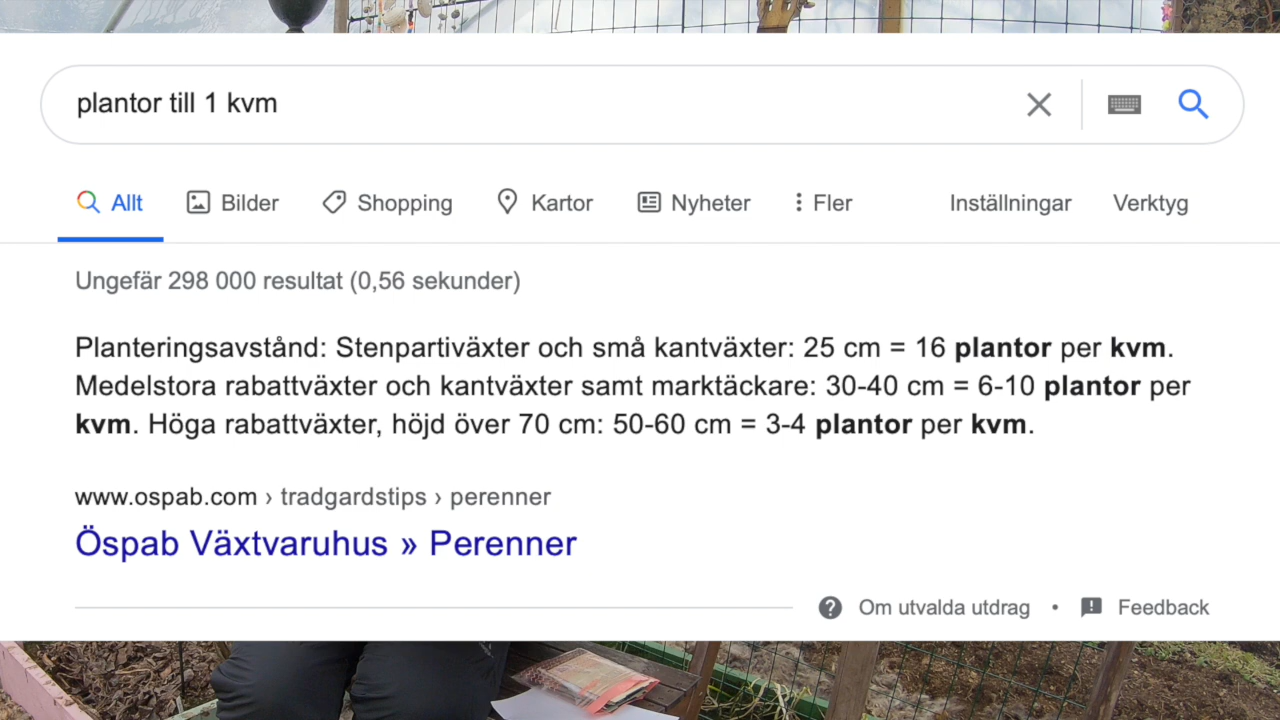 plantor till 1 kvm
Allt Bilder Shopping Kartor Nyheter Fler Inställningar Verktyg
Ungefär 298 000 resultat (0,56 sekunder)
Planteringsavstånd: Stenpartiväxter och små kantväxter: 25 cm = 16 plantor per kvm.
Medelstora rabattväxter och kantväxter samt marktäckare: 30-40 cm = 6-10 plantor per
kvm. Höga rabattväxter, höjd över 70 cm: 50-60 cm = 3-4 plantor per kvm.
www.ospab.com › tradgardstips › perenner
Öspab Växtvaruhus » Perenner
Om utvalda utdrag • Feedback